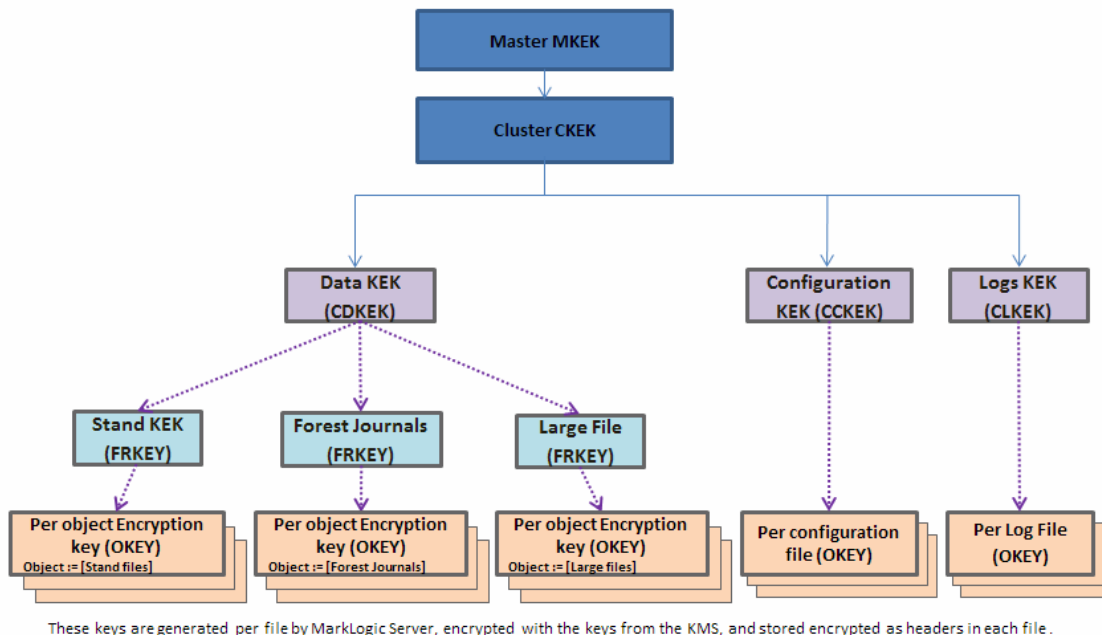 Master MKEK
Cluster CKEK
Data KEK
(CDKEK)
Configuration
KEK (CCKEK)
Logs KEK
(CLKEK)
Stand KEK
(FRKEY)
Forest Journals
(FRKEY)
Large File
(FRKEY)
Per object Encryption
key (OKEY)
Object := [Stand files]
Per object Encryption
key (OKEY)
Object := [Forest Journals]
Per object Encryption
key (OKEY)
Object := [Large files]
Per configuration
file (OKEY)
Per Log File
(OKEY)
These keys are generated per file by MarkLogic Server, encrypted with the keys from the KMS, and stored encrypted as headers in each file.